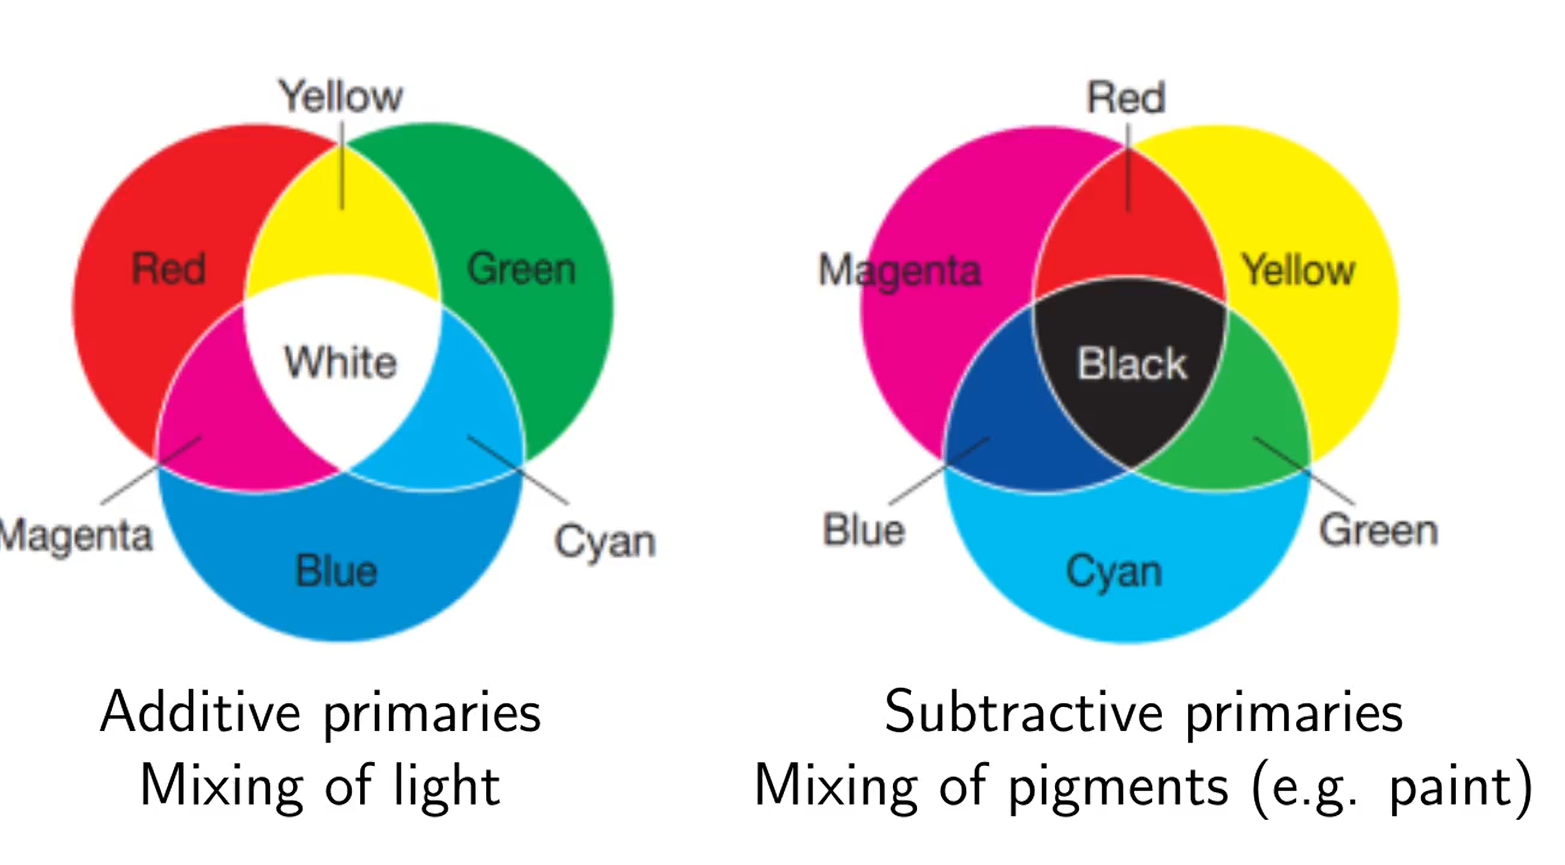 Yellow
Red
Green
White
Magenta
Cyan
Blue
Additive primaries
Mixing of light
Red
Magenta
Yellow
Black
Blue
Green
Cyan
Subtractive primaries
Mixing of pigments (e.g. paint)